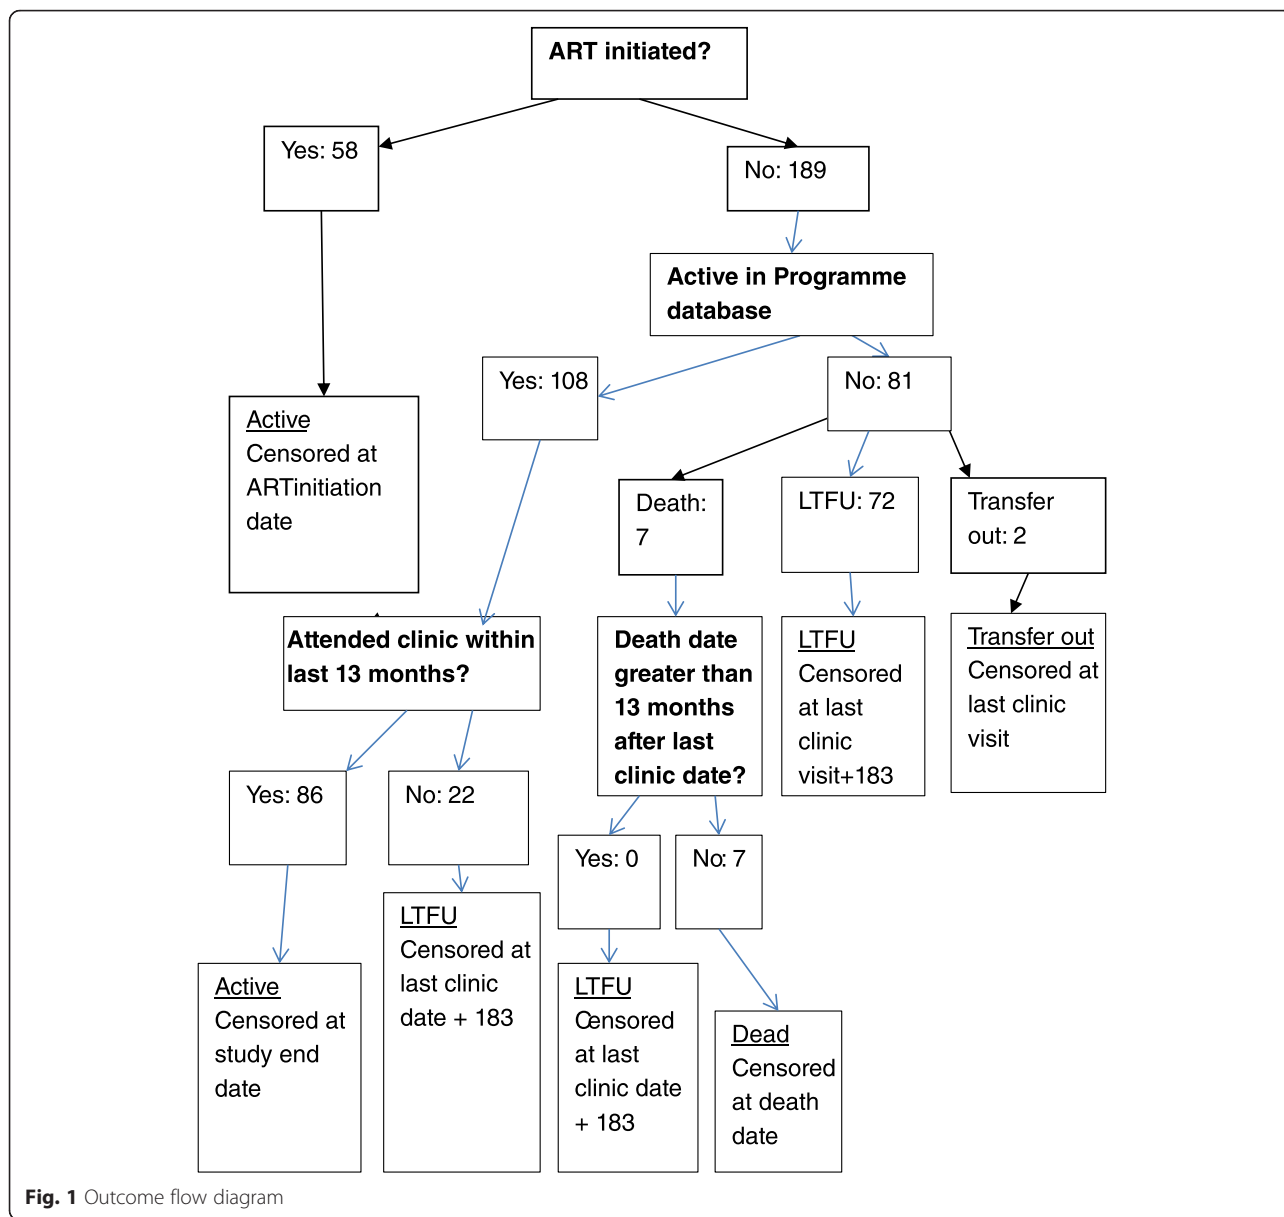 ART initiated?
Yes: 58
No: 189
Active in Programme
database
Yes: 108
No: 81
Active
Censored at
ARTinitiation
date
Death:
7
LTFU: 72
Transfer
out: 2
Attended clinic within
last 13 months?
Death date
greater than
13 months
after last
clinic date?
LTFU
Censored
at last
clinic
visit+183
Transfer out
Censored at
last clinic
visit
Yes: 86
No: 22
Yes: 0
No: 7
LTFU
Censored at
last clinic
date + 183
Active
Censored at
study end
date
LTFU
Censored
at last
clinic date
+ 183
Dead
Censored
at death
date
Fig. 1 Outcome flow diagram